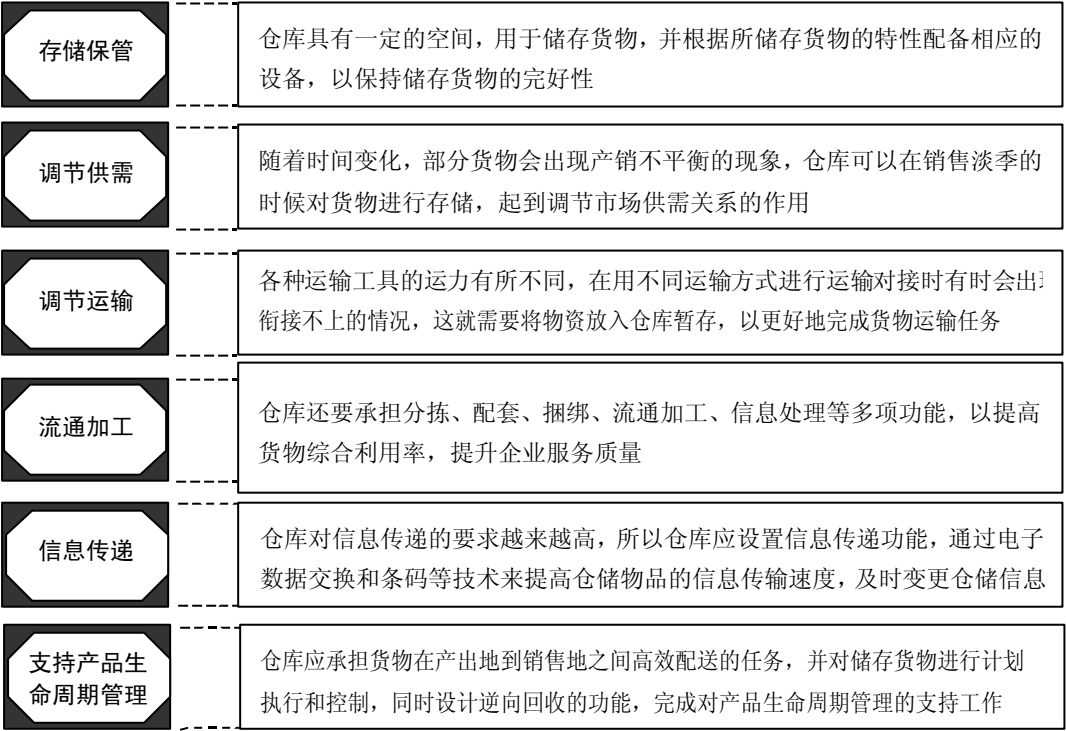 存储保管
仓库具有一定的空间，用于储存货物，并根据所储存货物的特性配备相应的
设备，以保持储存货物的完好性
调节供需
随着时间变化，部分货物会出现产销不平衡的现象，仓库可以在销售淡季的
时候对货物进行存储，起到调节市场供需关系的作用
调节运输
各种运输工具的运力有所不同，在用不同运输方式进行运输对接时有时会出
衔接不上的情况，这就需要将物资放入仓库暂存，以更好地完成货物运输任务
流通加工
仓库还要承担分拣、配套、捆绑、流通加工、信息处理等多项功能，以提高
货物综合利用率，提升企业服务质量
信息传递
仓库对信息传递的要求越来越高，所以仓库应设置信息传递功能，通过电子
数据交换和条码等技术来提高仓储物品的信息传输速度，及时变更仓储信息
支持产品生
命周期管理
仓库应承担货物在产出地到销售地之间高效配送的任务，并对储存货物进行计划
执行和控制，同时设计逆向回收的功能，完成对产品生命周期管理的支持工作